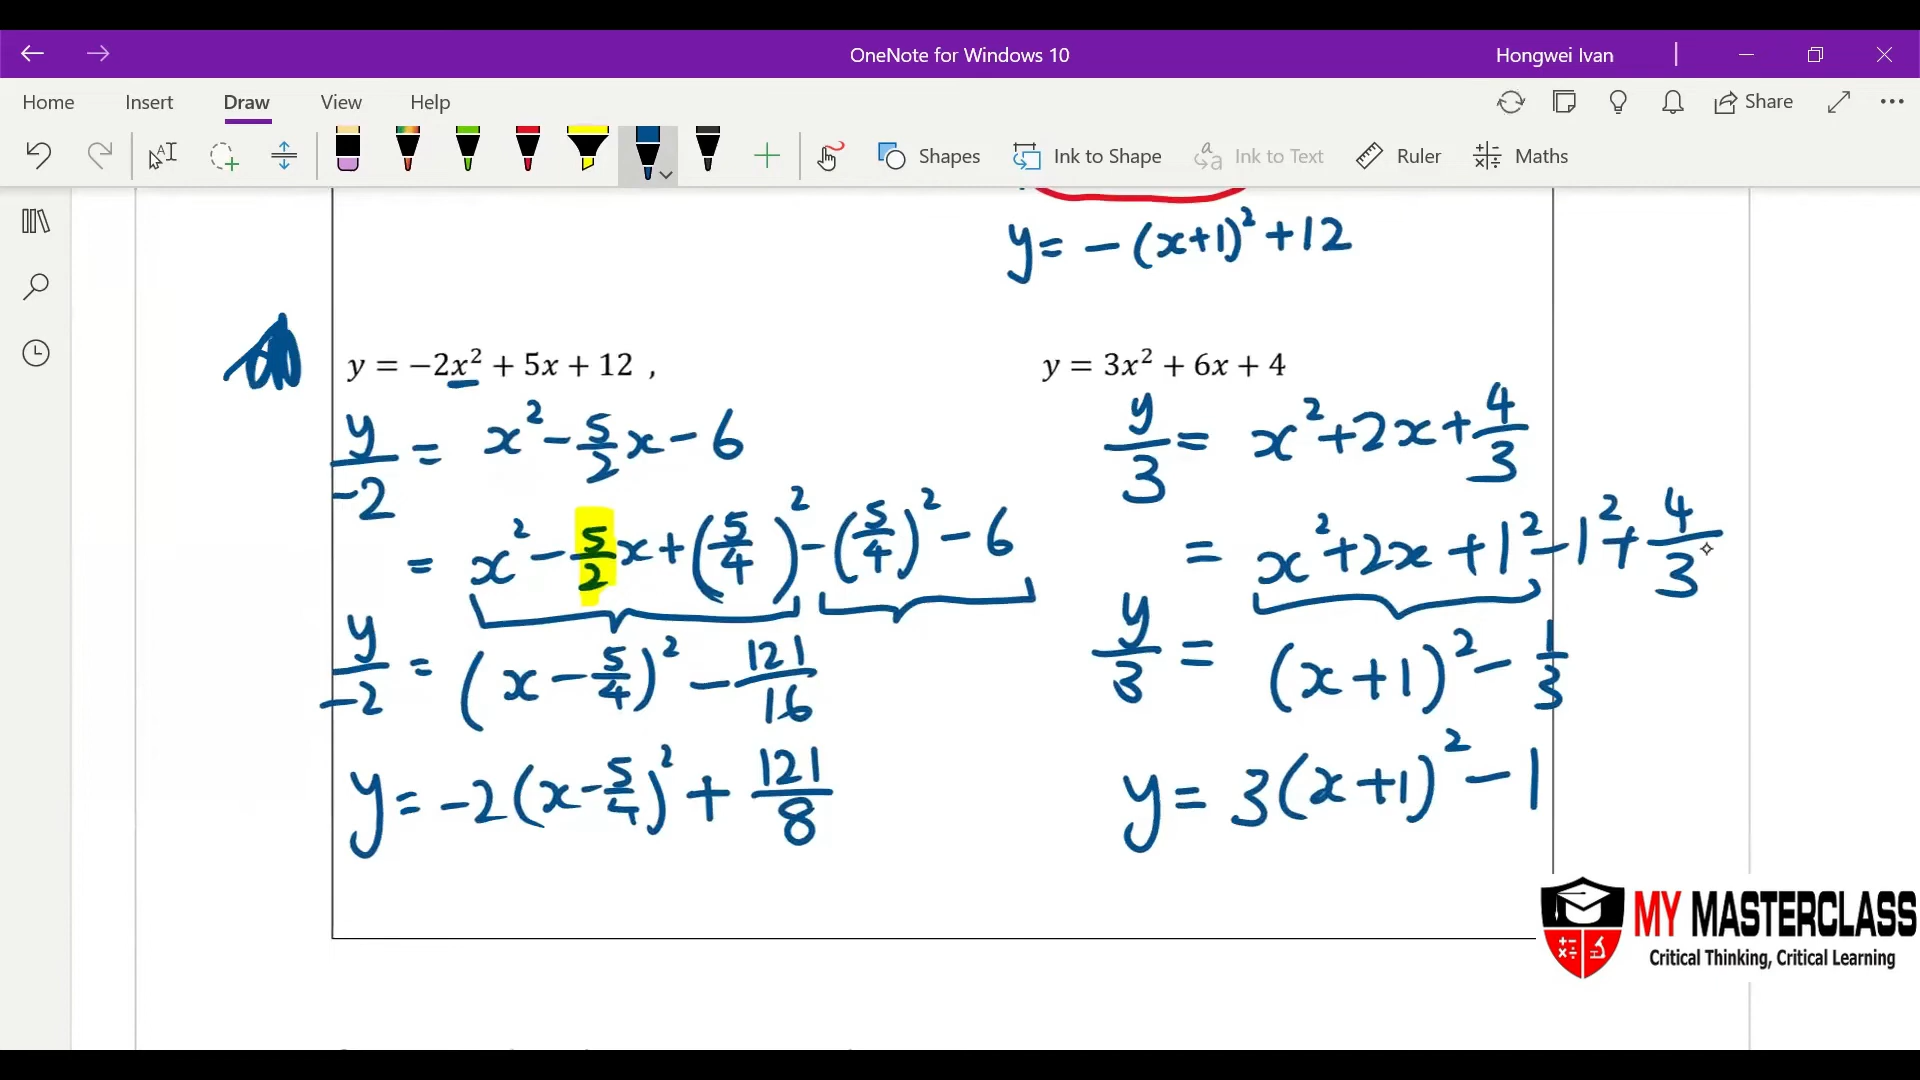 OneNote for Windows 10
Hongwei Ivan
Home Insert Draw View Help
Share
Shapes Ink to Shape Ink to Text Ruler Maths
y = -(x+1)² + 12
y = −2x² + 5x + 12 ,
y/-2 = x² - 5/2 x - 6
= x² - 5/2 x + (5/4)² - (5/4)² - 6
y/-2 = (x - 5/4)² - 121/16
y = -2(x - 5/4)² + 121/8
y = 3x² + 6x + 4
y/3 = x² + 2x + 4/3
= x² + 2x + 1² - 1² + 4/3
y/3 = (x+1)² - 1/3
y = 3(x+1)² - 1
MY MASTERCLASS
Critical Thinking, Critical Learning